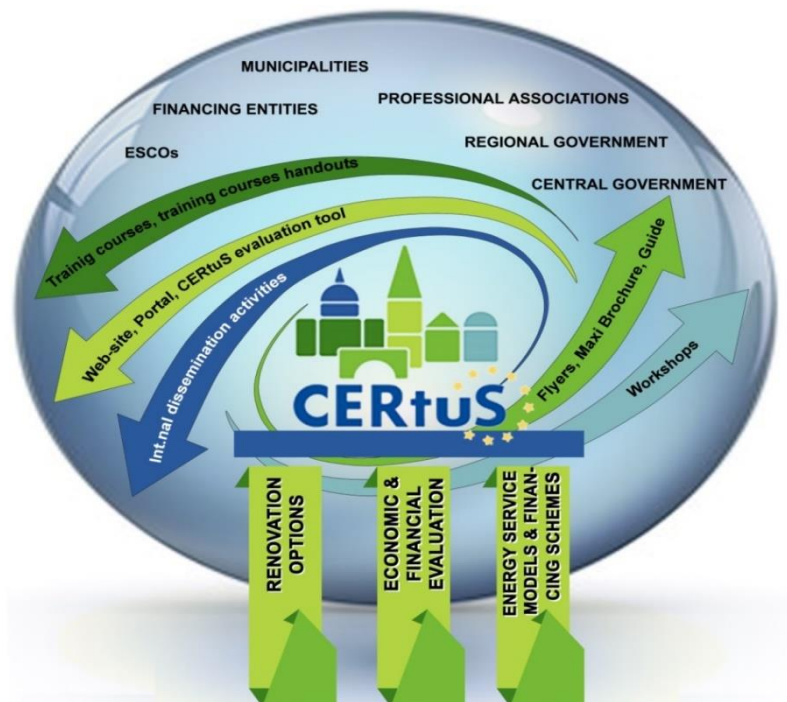 MUNICIPALITIES
FINANCING ENTITIES
PROFESSIONAL ASSOCIATIONS
ESCOs
REGIONAL GOVERNMENT
CENTRAL GOVERNMENT
Trainig courses, training courses handouts
Web-site, Portal, CERtuS evaluation tool
Int.nal dissemination activities
Flyers, Maxi Brochure, Guide
Workshops
CERtuS
RENOVATION
OPTIONS
ECONOMIC &
FINANCIAL
EVALUATION
ENERGY SERVICE
MODELS & FINAN-
CING SCHEMES